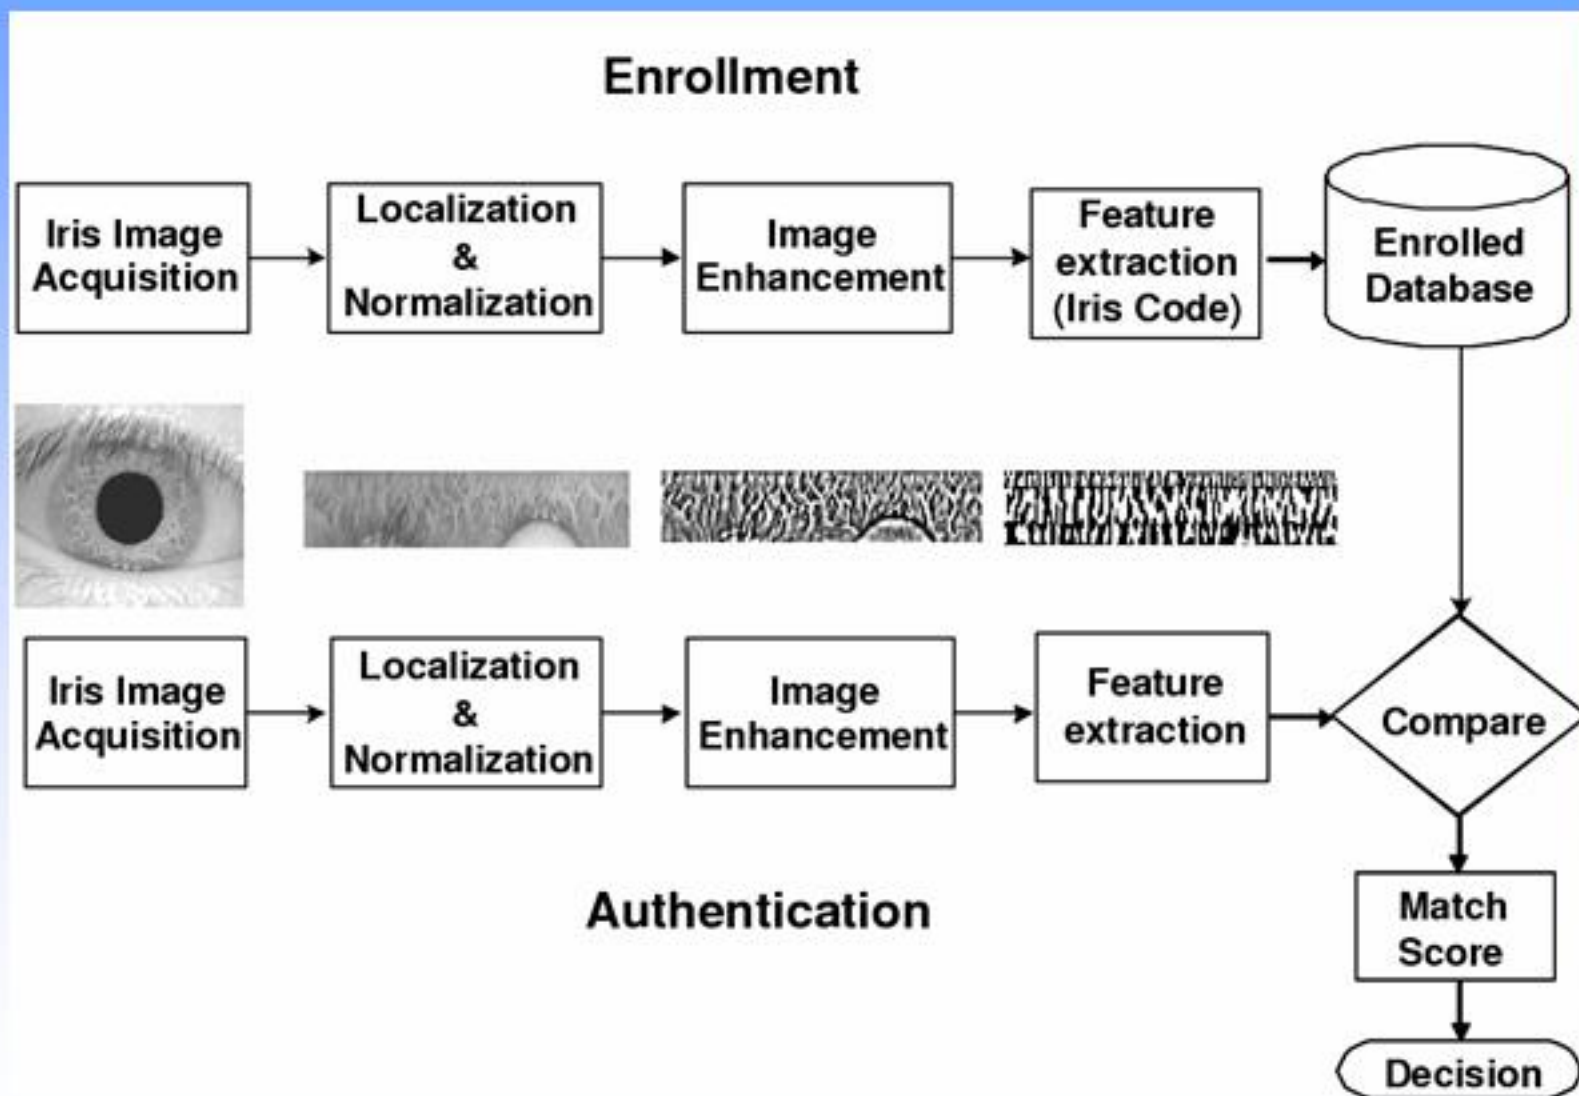 Enrollment
Iris Image
Acquisition
Localization
&
Normalization
Image
Enhancement
Feature
extraction
(Iris Code)
Enrolled
Database
Iris Image
Acquisition
Localization
&
Normalization
Image
Enhancement
Feature
extraction
Compare
Authentication
Match
Score
Decision